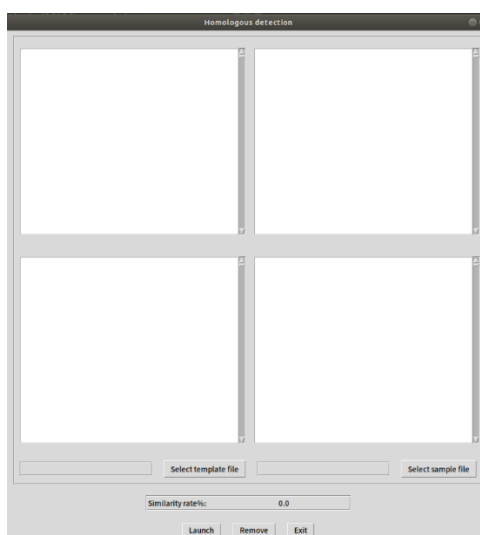 Homologous detection
Select template file Select sample file
Similarity rate%: 0.0
Launch Remove Exit